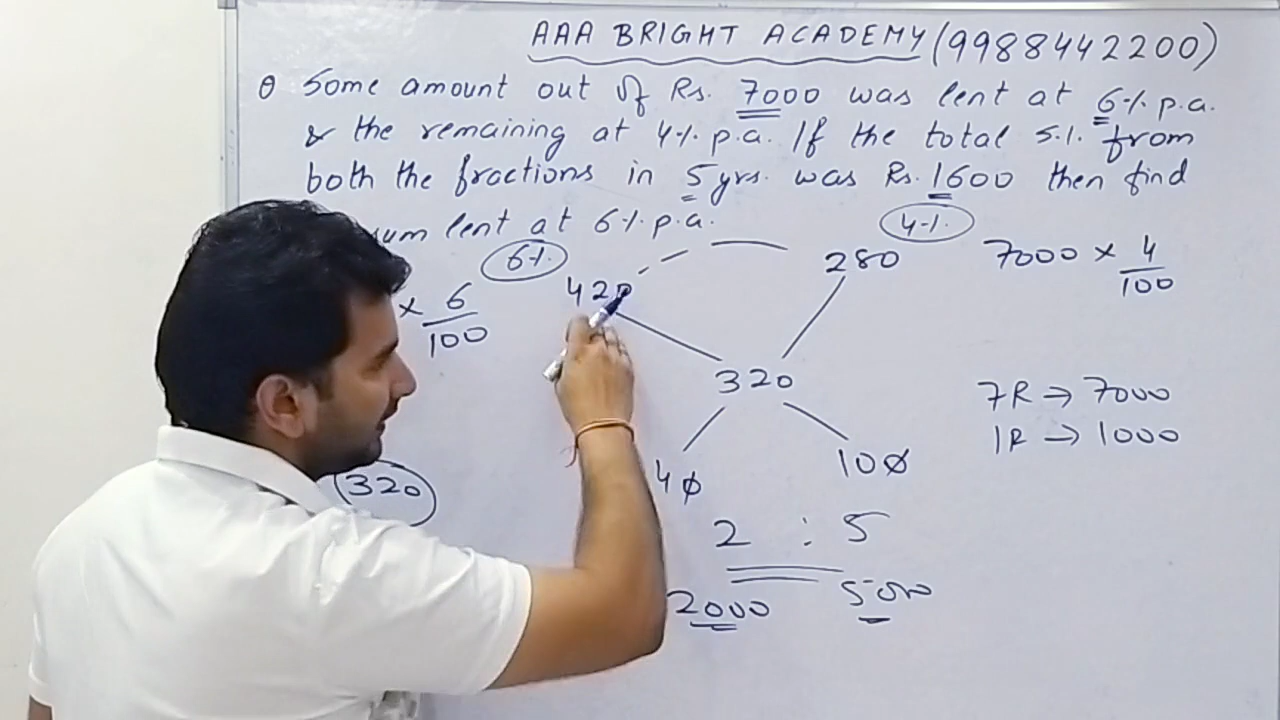 AAA BRIGHT ACADEMY (9988442200)
Q Some amount out of Rs. 7000 was lent at 6% p.a.
& the remaining at 4% p.a. If the total S.I. from
both the fractions in 5 yrs. was Rs. 1600 then find
sum lent at 6% p.a.
6% 4%
420 280 7000 × 4/100
× 6/100
320
7R → 7000
1R → 1000
40 100
320
2 : 5
2000 5000